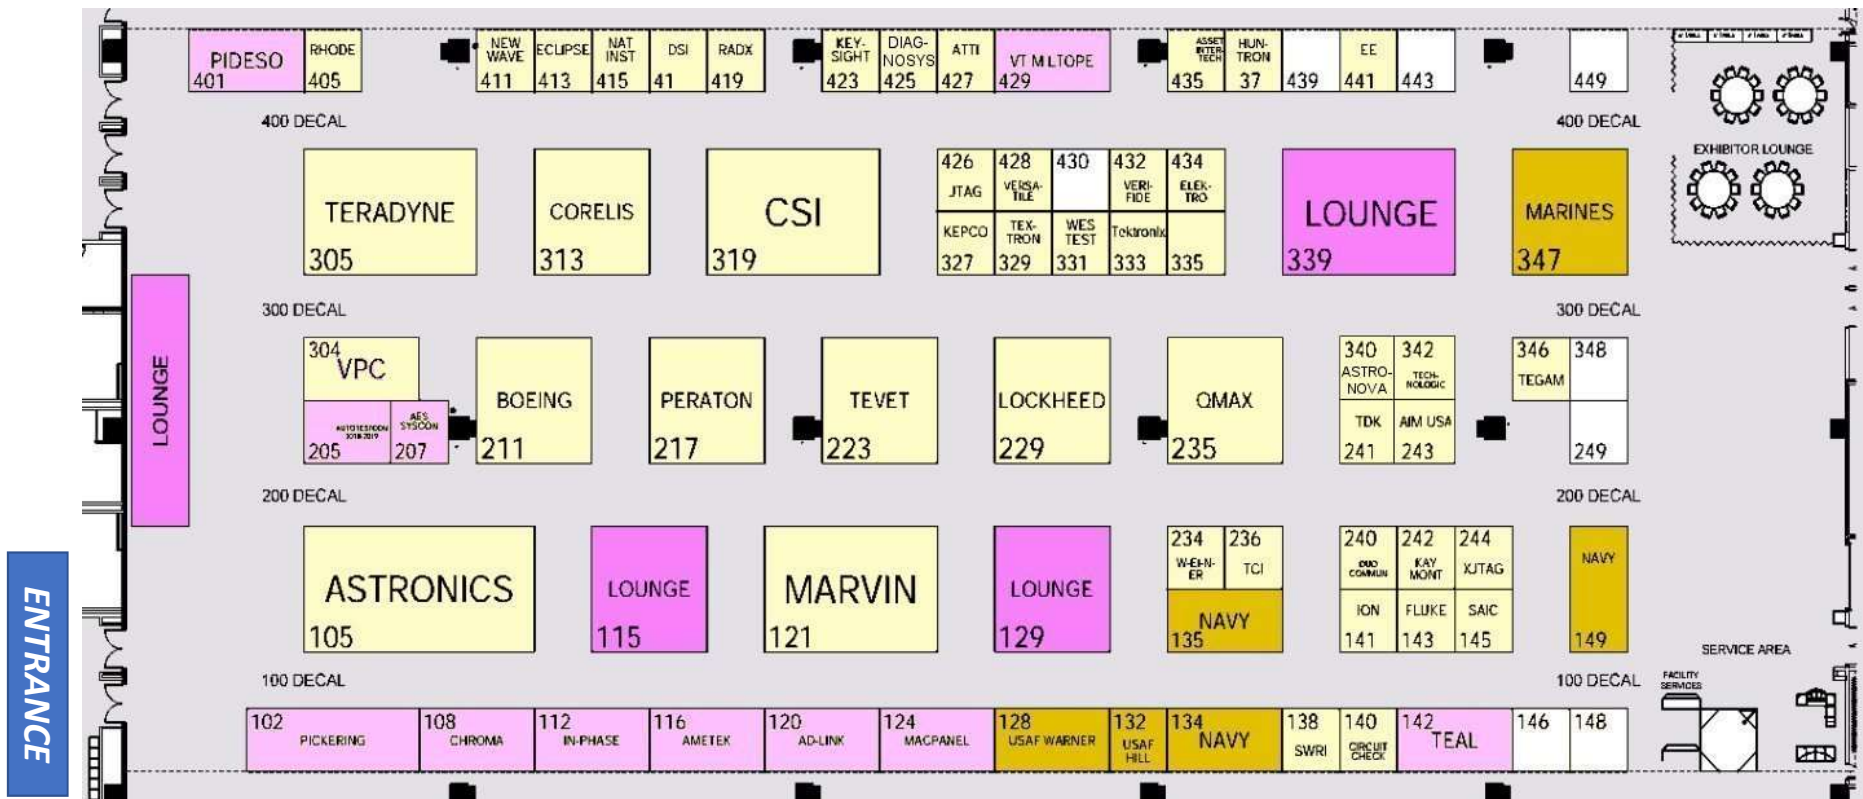 PIDESO
401
RHODE
405
NEW
WAVE
411
ECLIPSE
413
NAT
INST
415
DSI
41
RADX
419
KEY-
SIGHT
423
DIAG-
NOSYS
425
ATTI
427
VT MILTOPE
429
ASSET
INTER-
TECH
435
HUN-
TRON
37
439
EE
441
443
449
400 DECAL
400 DECAL
EXHIBITOR LOUNGE
TERADYNE
305
CORELIS
313
CSI
319
426
JTAG
428
VERSA-
TILE
430
432
VERI-
FIDE
434
ELEK-
TRO
KEPCO
327
TEX-
TRON
329
WES
TEST
331
Tektronix
333
335
LOUNGE
339
MARINES
347
300 DECAL
300 DECAL
LOUNGE
304
VPC
AUTOTESTCON
2018-2019
205
AES
SYSCON
207
BOEING
211
PERATON
217
TEVET
223
LOCKHEED
229
QMAX
235
340
ASTRO-
NOVA
342
TECH-
NOLOGIC
TDK
241
AIM USA
243
346
TEGAM
348
249
200 DECAL
200 DECAL
ENTRANCE
ASTRONICS
105
LOUNGE
115
MARVIN
121
LOUNGE
129
234
W-EI-N-
ER
236
TCI
NAVY
135
240
DUO
COMMUN
242
KAY
MONT
244
XJTAG
ION
141
FLUKE
143
SAIC
145
NAVY
149
SERVICE AREA
100 DECAL
100 DECAL
FACILITY
SERVICES
102
PICKERING
108
CHROMA
112
IN-PHASE
116
AMETEK
120
AD-LINK
124
MACPANEL
128
USAF WARNER
132
USAF
HILL
134
NAVY
138
SWRI
140
CIRCUIT
CHECK
142
TEAL
146
148